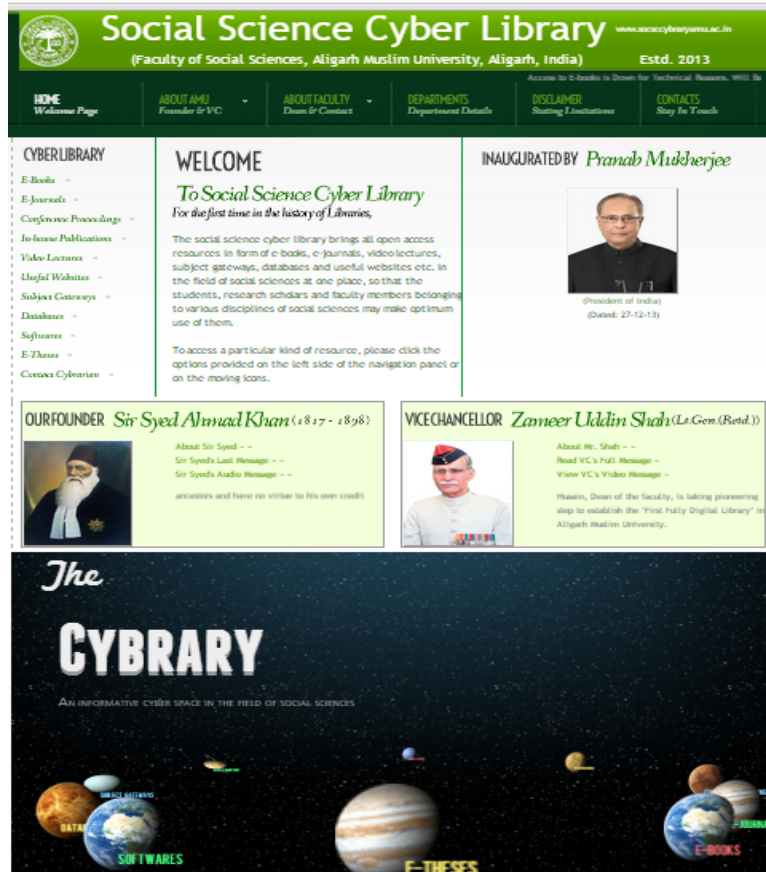 Social Science Cyber Library
www.socsccybraryamu.ac.in
(Faculty of Social Sciences, Aligarh Muslim University, Aligarh, India)
Estd. 2013
Access to E-books is Down for Technical Reasons. Will Be
HOME
Welcome Page
ABOUT AMU
Founder & VC
ABOUT FACULTY
Dean & Contact
DEPARTMENTS
Department Details
DISCLAIMER
Stating Limitations
CONTACTS
Stay In Touch
CYBER LIBRARY
E-Books
E-Journals
Conference Proceedings
In-house Publications
Video Lectures
Useful Websites
Subject Gateways
Databases
Softwares
E-Theses
Contact Cybrarian
WELCOME
To Social Science Cyber Library
For the first time in the history of Libraries,
The social science cyber library brings all open access
resources in form of e-books, e-journals, video lectures,
subject gateways, databases and useful websites etc. in
the field of social sciences at one place, so that the
students, research scholars and faculty members belonging
to various disciplines of social sciences may make optimum
use of them.
To access a particular kind of resource, please click the
options provided on the left side of the navigation panel or
on the moving icons.
INAUGURATED BY Pranab Mukherjee
(President of India)
(Dated: 27-12-13)
OUR FOUNDER Sir Syed Ahmad Khan (1817 - 1898)
About Sir Syed ~ ~
Sir Syed's Last Message ~ ~
Sir Syed's Audio Message ~ ~
ancestors and have no virtue to his own credit
VICE CHANCELLOR Zameer Uddin Shah (Lt.Gen.(Retd.))
About Mr. Shah ~ ~
Read VC's Full Message ~
View VC's Video Message ~
Husain, Dean of the faculty, is taking pioneering
step to establish the "First Fully Digital Library" in
Aligarh Muslim University.
The
CYBRARY
AN INFORMATIVE CYBER SPACE IN THE FIELD OF SOCIAL SCIENCES
SUBJECT GATEWAYS
DATA
SOFTWARES
E-THESES
E-JOURNA
E-BOOKS